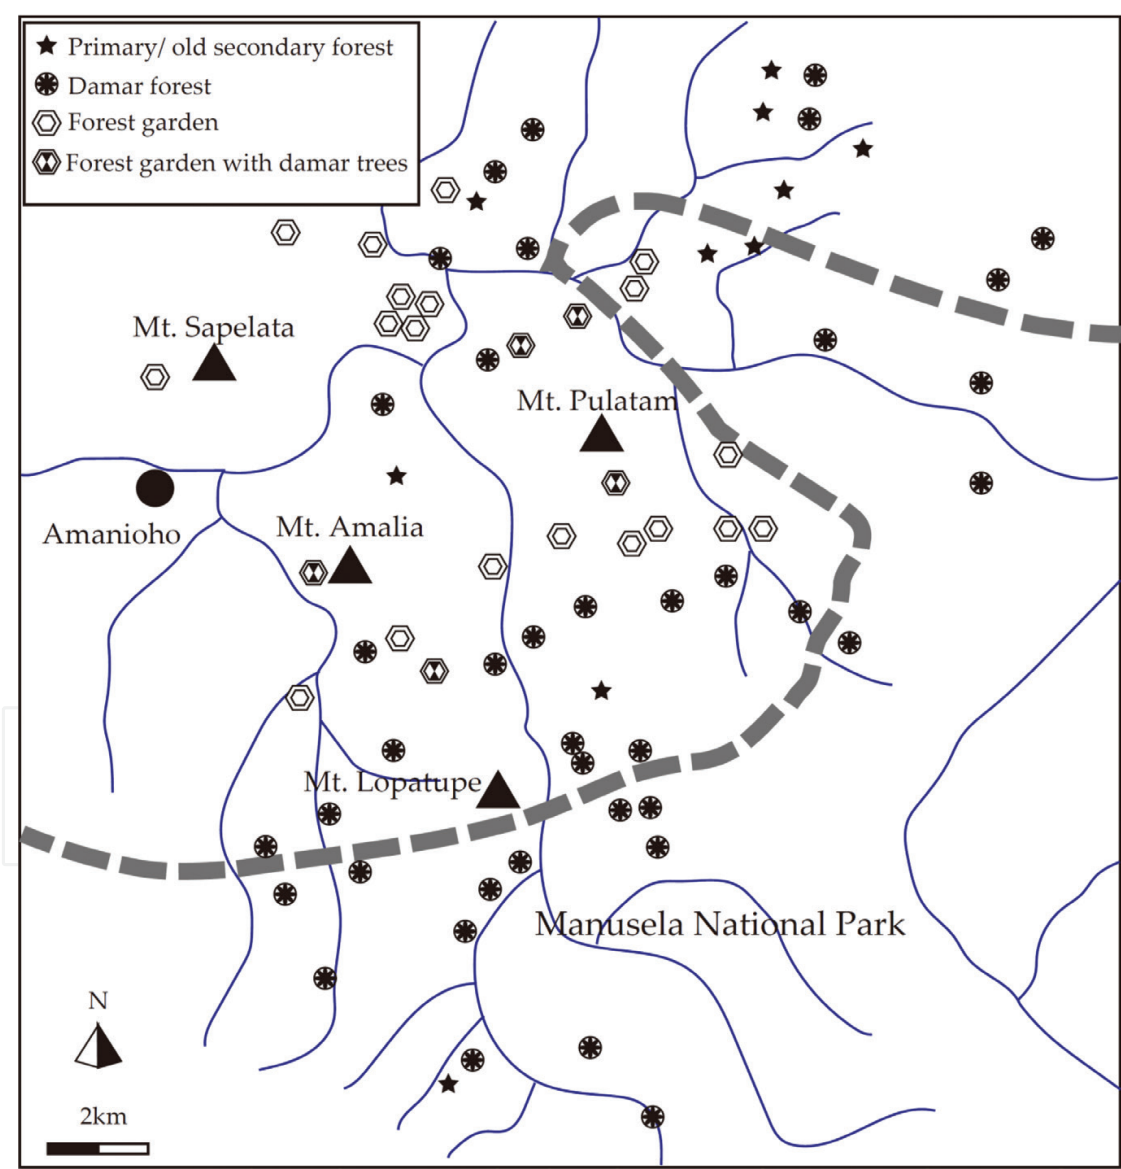 Primary/ old secondary forest
Damar forest
Forest garden
Forest garden with damar trees
Mt. Sapelata
Mt. Pulatam
Amanioho
Mt. Amalia
Mt. Lopatupe
Manusela National Park
N
2km